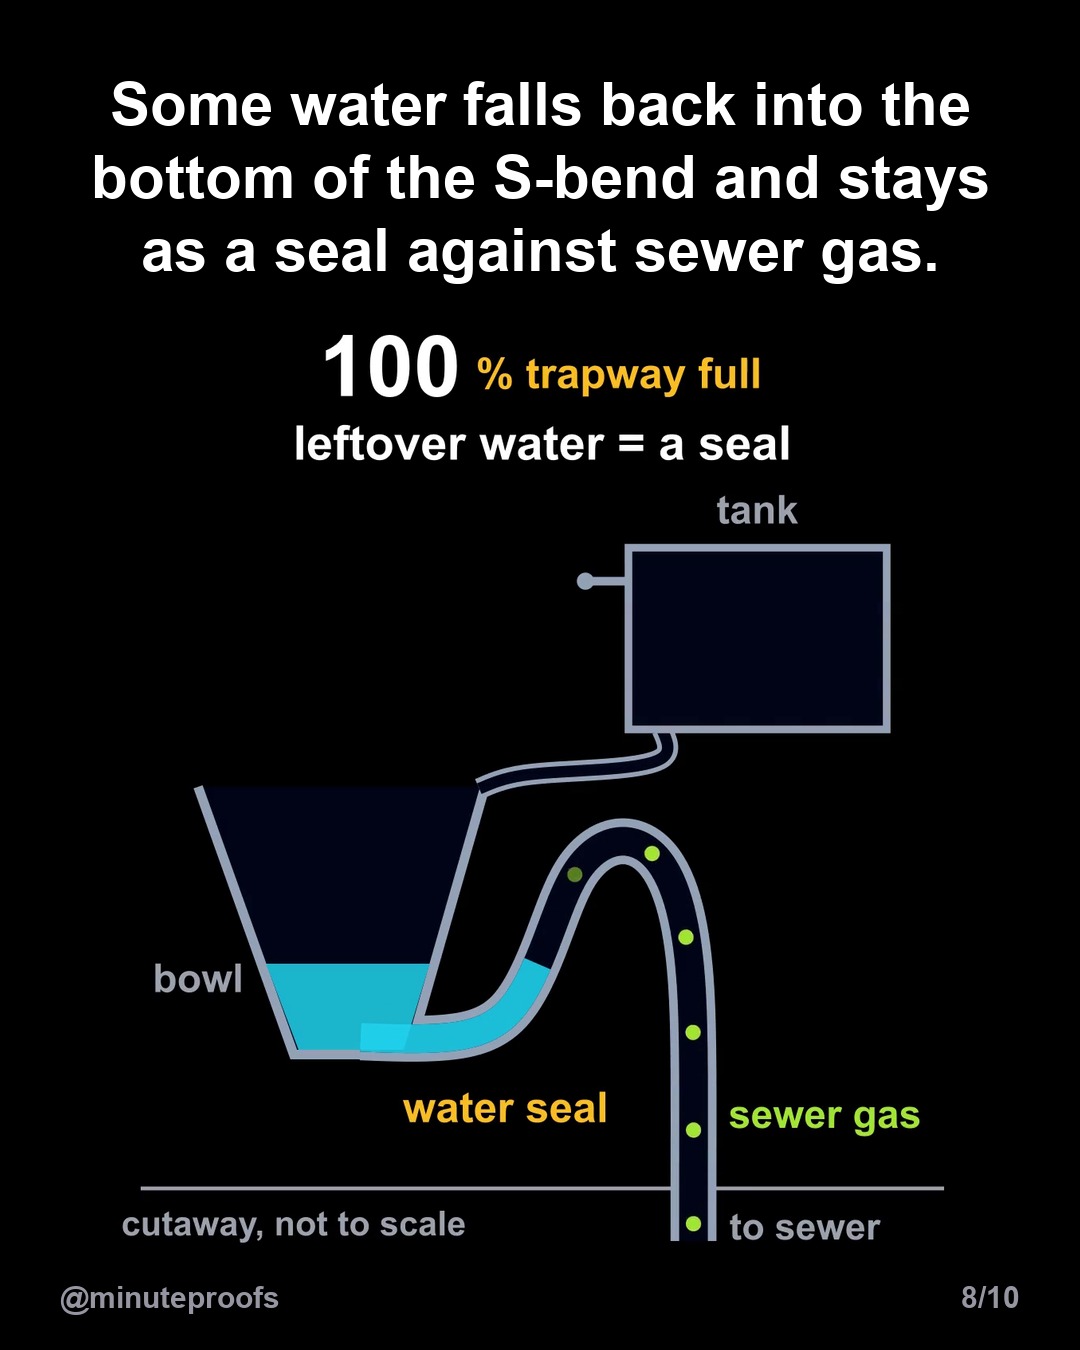 Some water falls back into the
bottom of the S-bend and stays
as a seal against sewer gas.
100 % trapway full
leftover water = a seal
tank
bowl
water seal
sewer gas
cutaway, not to scale
to sewer
@minuteproofs
8/10